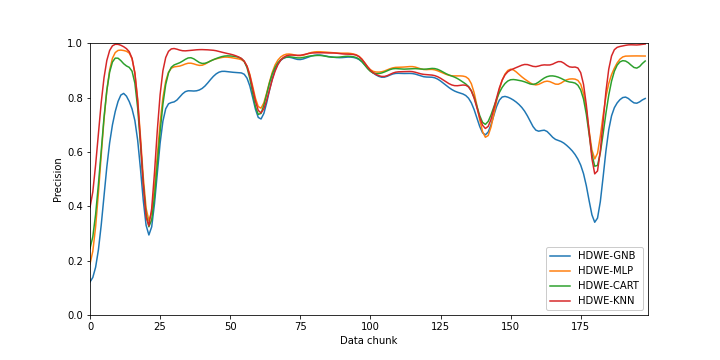 1.0
0.8
0.6
0.4
0.2
0.0
Precision
0 25 50 75 100 125 150 175
Data chunk
HDWE-GNB
HDWE-MLP
HDWE-CART
HDWE-KNN